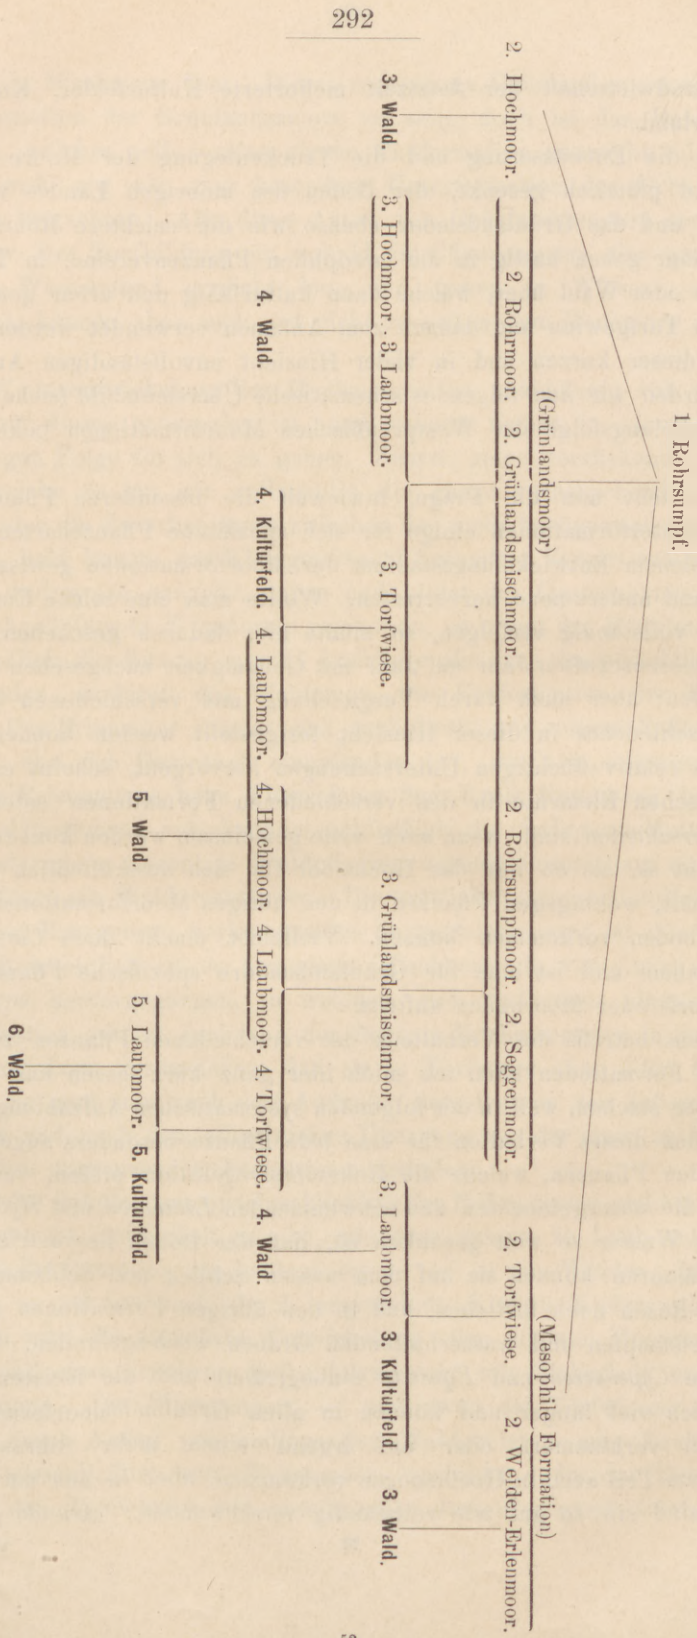 292
1. Rohrsumpf.
(Grünlandsmoor) (Mesophile Formation)
2. Hochmoor. 2. Rohrmoor. 2. Grünlandsmischmoor. 2. Rohrsumpfmoor. 2. Seggenmoor. 2. Torfwiese. 2. Weiden-Erlenmoor.
3. Wald. 3. Hochmoor. 3. Laubmoor. 3. Torfwiese. 3. Grünlandsmischmoor. 3. Laubmoor. 3. Kulturfeld. 3. Wald.
4. Wald. 4. Kulturfeld. 4. Laubmoor. 4. Hochmoor. 4. Laubmoor. 4. Torfwiese. 4. Wald.
5. Wald. 5. Laubmoor. 5. Kulturfeld.
6. Wald.